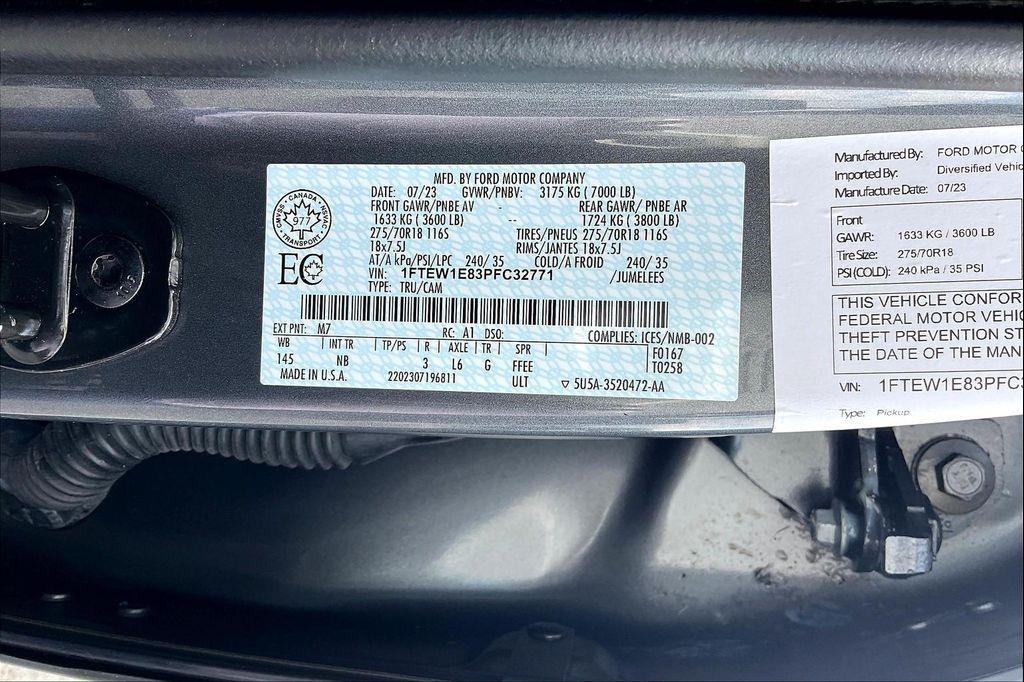 MFD. BY FORD MOTOR COMPANY
DATE: 07/23 GVWR/PNBV: 3175 KG ( 7000 LB)
FRONT GAWR/PNBE AV - REAR GAWR/ PNBE AR
1633 KG ( 3600 LB) -- 1724 KG ( 3800 LB)
275/70R18 116S TIRES/PNEUS 275/70R18 116S
18x7.5J RIMS/JANTES 18x7.5J
AT/A kPa/PSI/LPC 240/ 35 COLD/A FROID 240/ 35
VIN: 1FTEW1E83PFC32771 /JUMELEES
TYPE: TRU/CAM
CANADA
977
TRANSPORT
NSVAC
SVAMC
EC
EXT PNT: M7 RC: A1 DSO: COMPLIES: ICES/NMB-002
WB INT TR TP/PS R AXLE TR SPR F0167
145 NB 3 L6 G FFEE T0258
MADE IN U.S.A. 2202307196811 ULT ▽ 5U5A-3520472-AA
Manufactured By: FORD MOTOR
Imported By: Diversified Vehic
Manufacture Date: 07/23
Front
GAWR: 1633 KG / 3600 LB
Tire Size: 275/70R18
PSI(COLD): 240 kPa / 35 PSI
THIS VEHICLE CONFOR
FEDERAL MOTOR VEHIC
THEFT PREVENTION ST
THE DATE OF THE MAN
VIN: 1FTEW1E83PFC3
Type: Pickup